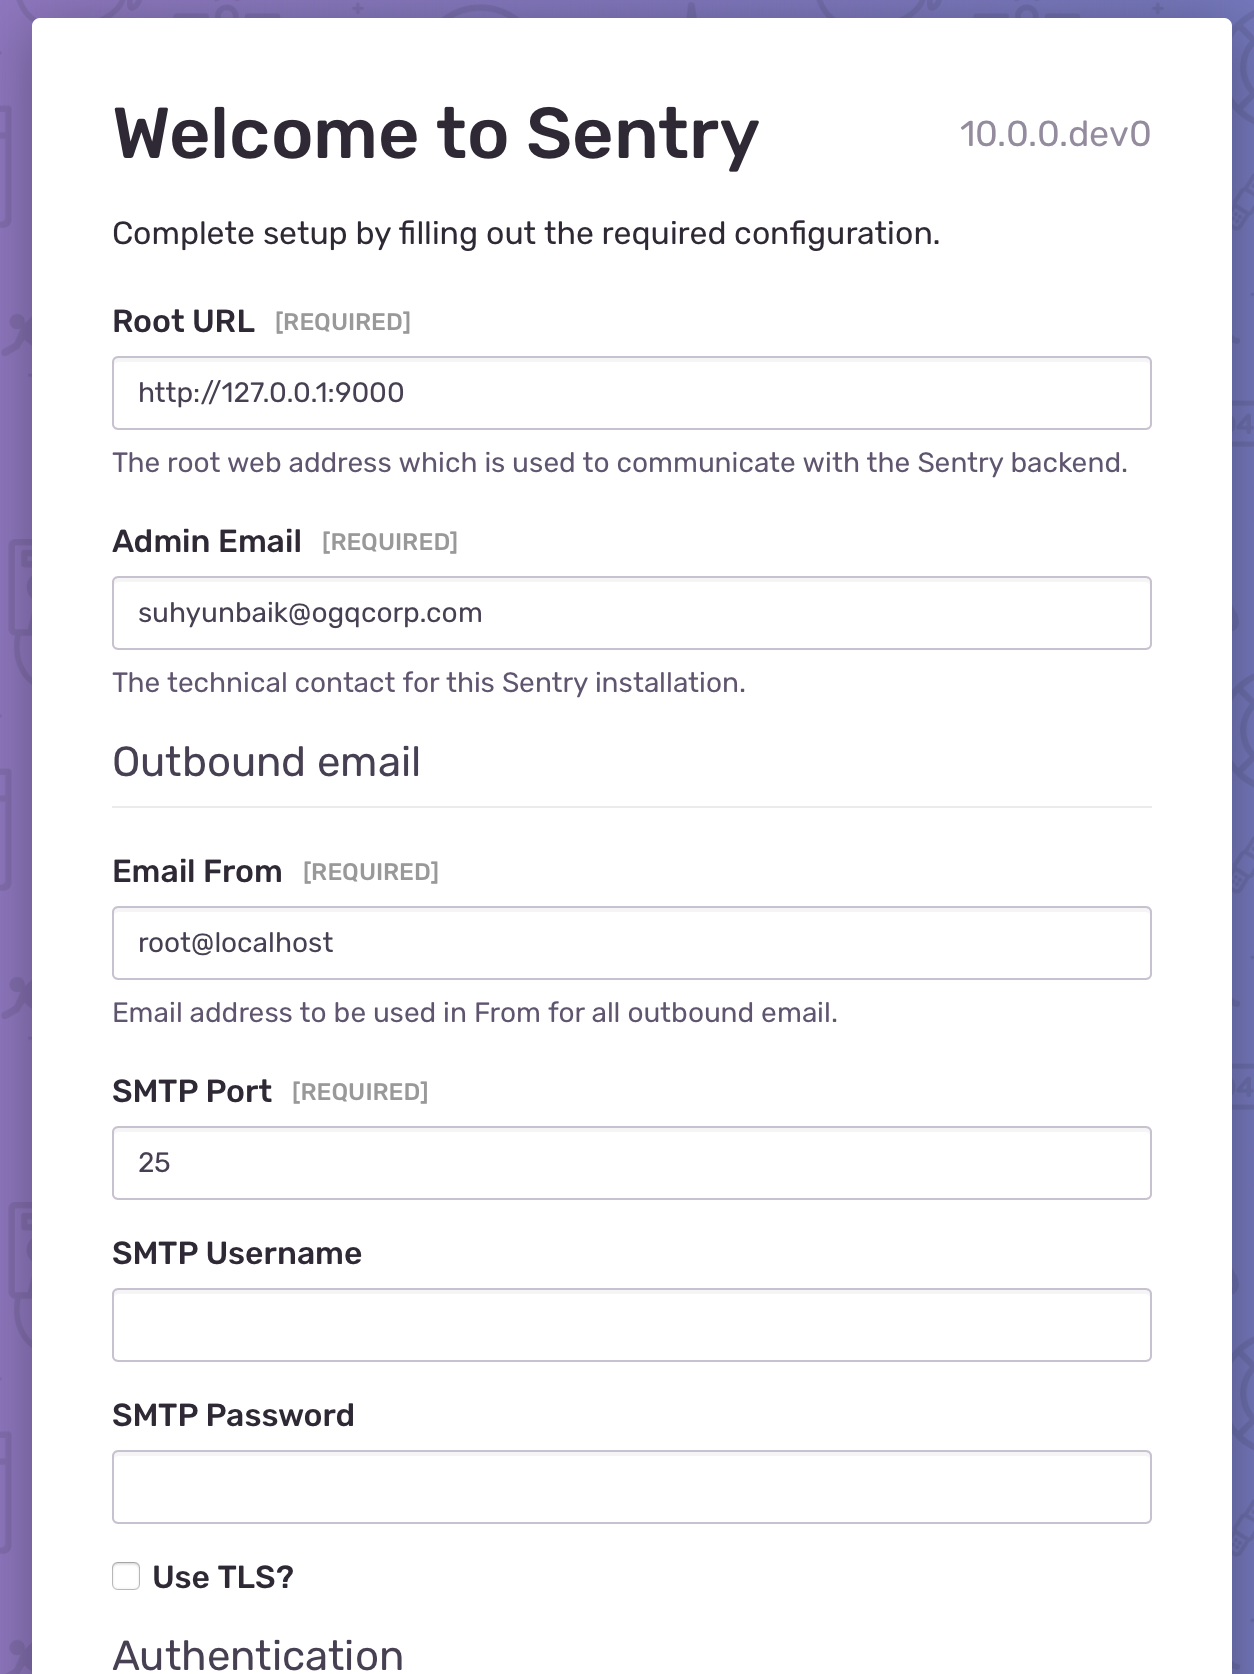 Welcome to Sentry
10.0.0.dev0
Complete setup by filling out the required configuration.
Root URL [REQUIRED]
http://127.0.0.1:9000
The root web address which is used to communicate with the Sentry backend.
Admin Email [REQUIRED]
suhyunbaik@ogqcorp.com
The technical contact for this Sentry installation.
Outbound email
Email From [REQUIRED]
root@localhost
Email address to be used in From for all outbound email.
SMTP Port [REQUIRED]
25
SMTP Username
SMTP Password
Use TLS?
Authentication